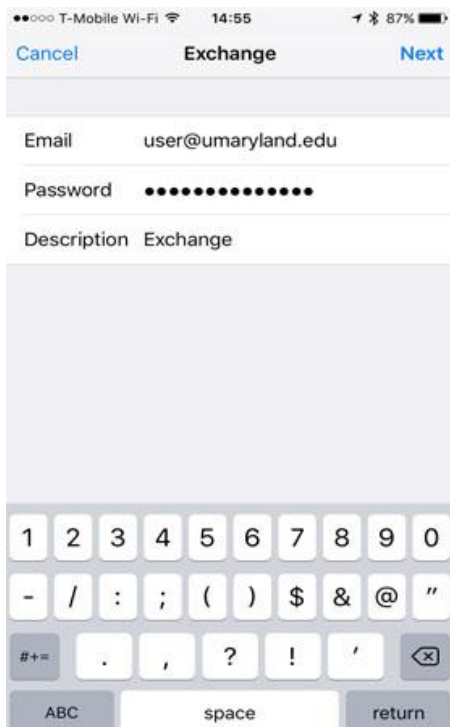 T-Mobile Wi-Fi 14:55 87%
Cancel Exchange Next
Email user@umaryland.edu
Password ••••••••••••••
Description Exchange
1 2 3 4 5 6 7 8 9 0
- / : ; ( ) $ & @ "
#+= . , ? ! '
ABC space return